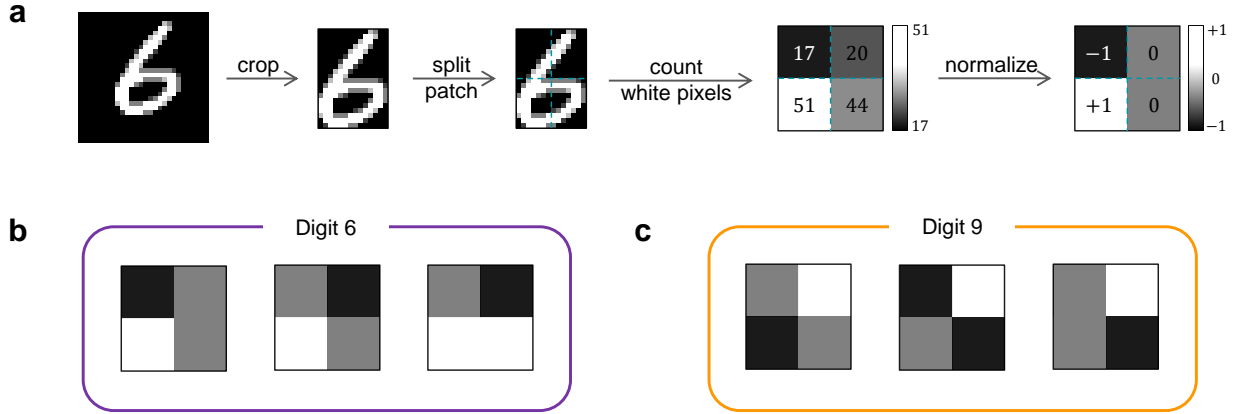 a
crop
split
patch
count
white pixels
17 20
51 44
51
17
normalize
−1 0
+1 0
+1
0
−1
b
Digit 6
c
Digit 9